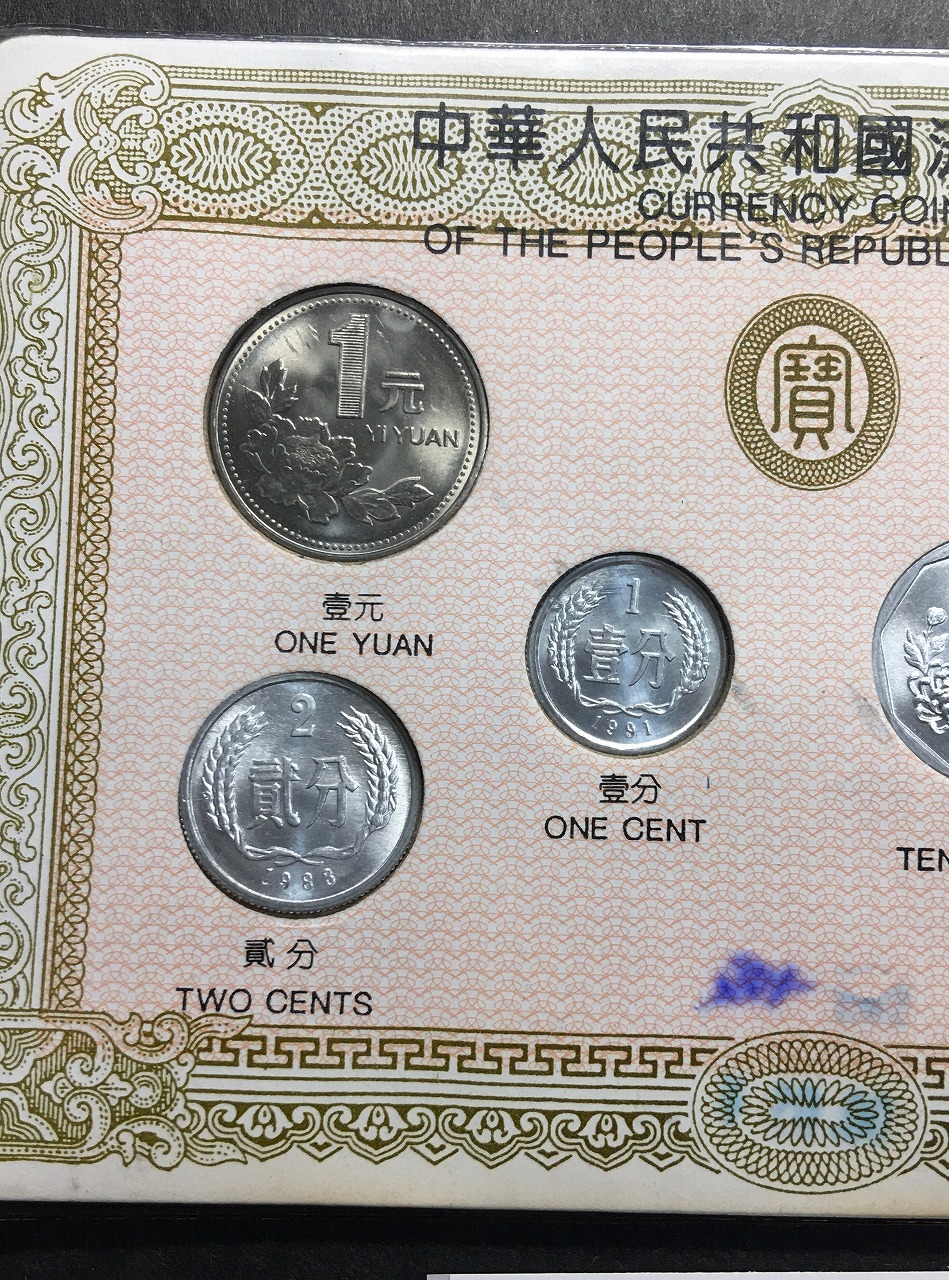 中華人民共和國
CURRENCY COIN
OF THE PEOPLE'S REPUBL
寶
1元
YI YUAN
壹元
ONE YUAN
1
壹分
1991
壹分
ONE CENT
2
貳分
1983
貳分
TWO CENTS
TEN